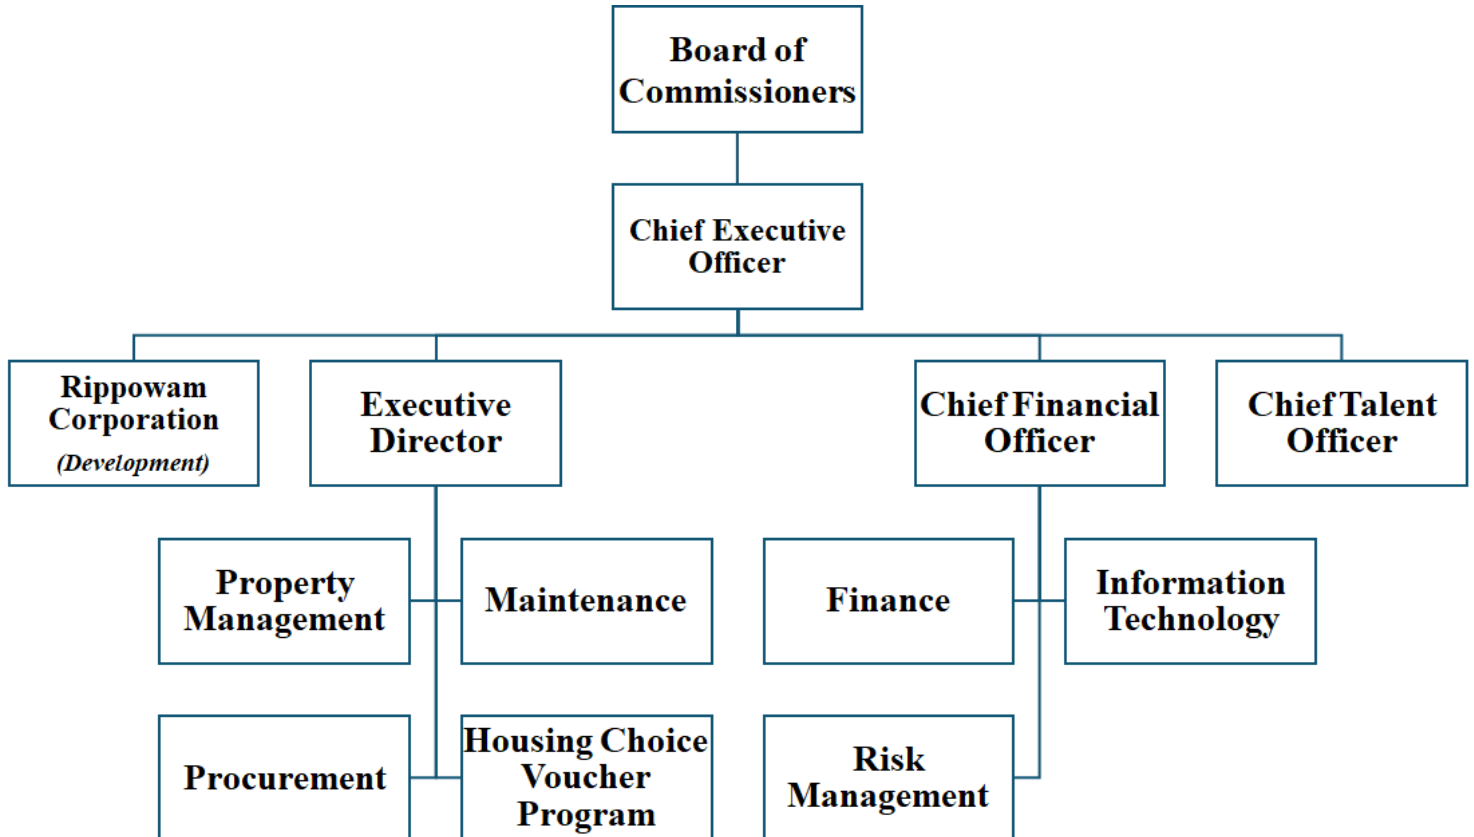 Board of
Commissioners
Chief Executive
Officer
Rippowam
Corporation
(Development)
Executive
Director
Chief Financial
Officer
Chief Talent
Officer
Property
Management
Maintenance
Finance
Information
Technology
Procurement
Housing Choice
Voucher
Program
Risk
Management